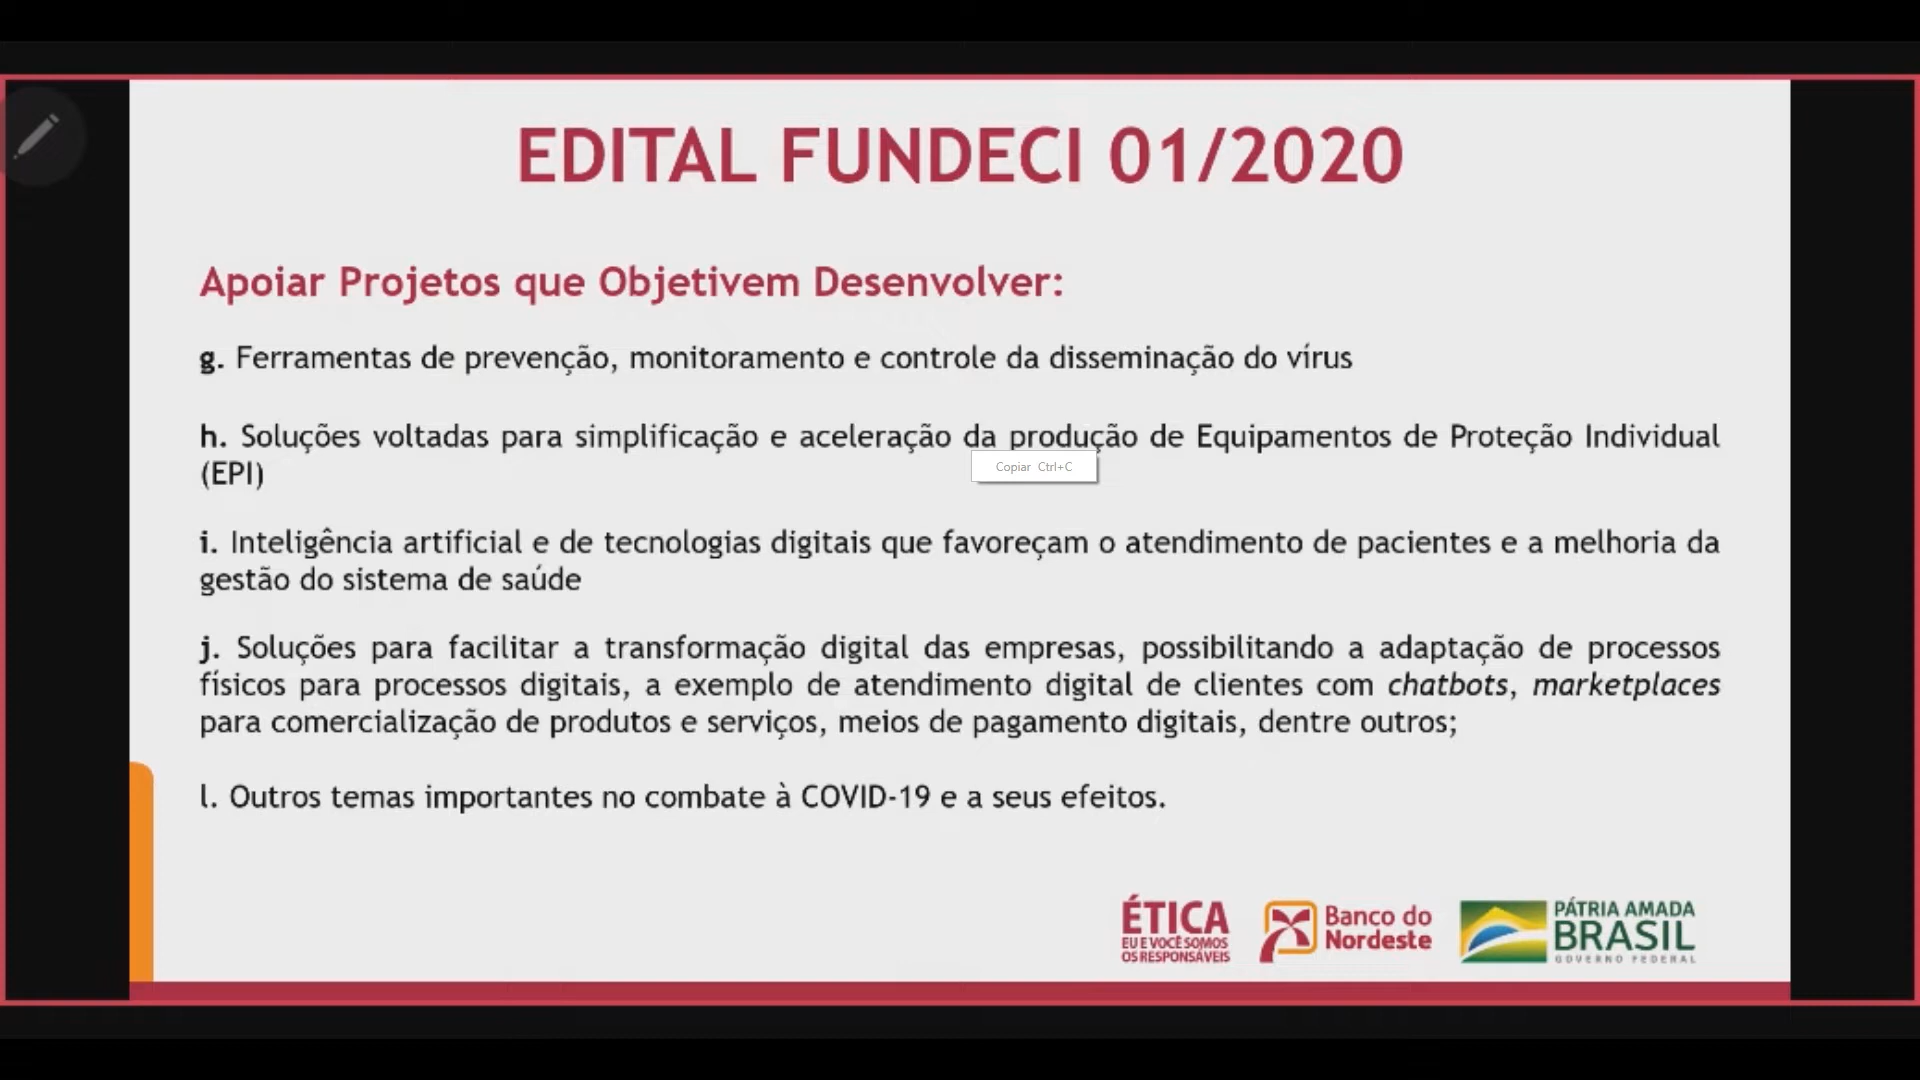 EDITAL FUNDECI 01/2020
Apoiar Projetos que Objetivem Desenvolver:
g. Ferramentas de prevenção, monitoramento e controle da disseminação do vírus
h. Soluções voltadas para simplificação e aceleração da produção de Equipamentos de Proteção Individual
Copiar Ctrl+C
(EPI)
i. Inteligência artificial e de tecnologias digitais que favoreçam o atendimento de pacientes e a melhoria da
gestão do sistema de saúde
j. Soluções para facilitar a transformação digital das empresas, possibilitando a adaptação de processos
físicos para processos digitais, a exemplo de atendimento digital de clientes com chatbots, marketplaces
para comercialização de produtos e serviços, meios de pagamento digitais, dentre outros;
l. Outros temas importantes no combate à COVID-19 e a seus efeitos.
ÉTICA
EU E VOCÊ SOMOS
OS RESPONSÁVEIS
Banco do
Nordeste
PÁTRIA AMADA
BRASIL
GOVERNO FEDERAL